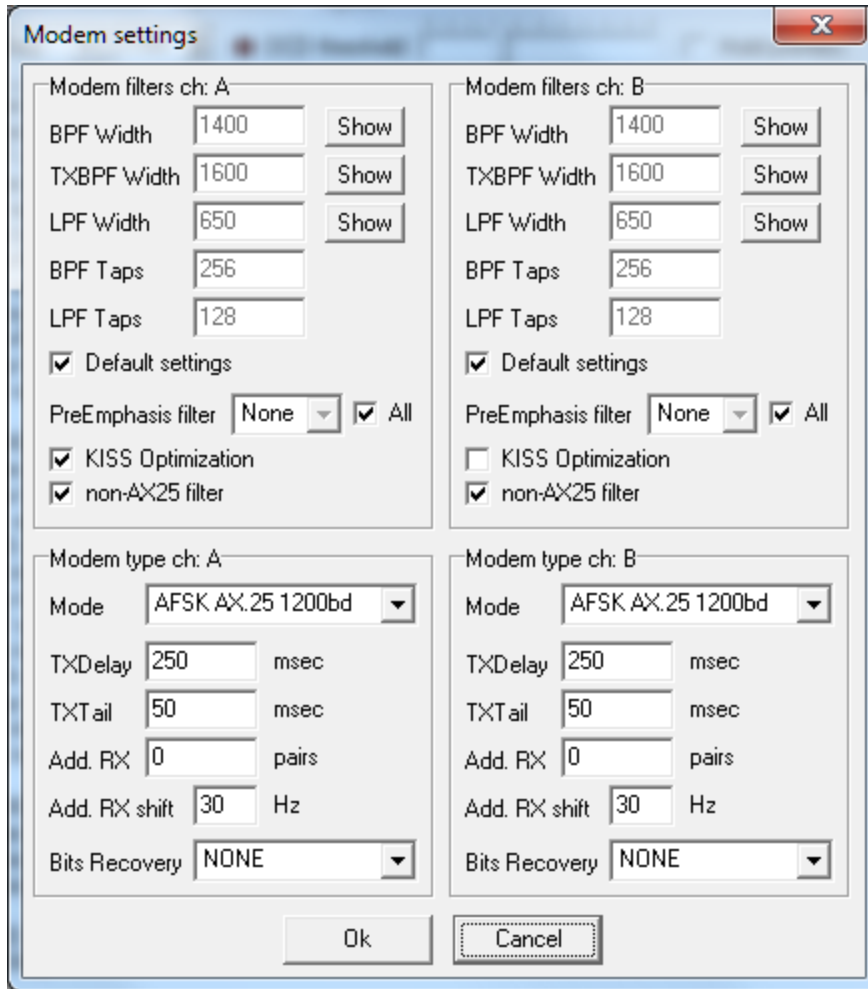 Modem settings
Modem filters ch: A
BPF Width 1400 Show
TXBPF Width 1600 Show
LPF Width 650 Show
BPF Taps 256
LPF Taps 128
Default settings
PreEmphasis filter None All
KISS Optimization
non-AX25 filter
Modem filters ch: B
BPF Width 1400 Show
TXBPF Width 1600 Show
LPF Width 650 Show
BPF Taps 256
LPF Taps 128
Default settings
PreEmphasis filter None All
KISS Optimization
non-AX25 filter
Modem type ch: A
Mode AFSK AX.25 1200bd
TXDelay 250 msec
TXTail 50 msec
Add. RX 0 pairs
Add. RX shift 30 Hz
Bits Recovery NONE
Modem type ch: B
Mode AFSK AX.25 1200bd
TXDelay 250 msec
TXTail 50 msec
Add. RX 0 pairs
Add. RX shift 30 Hz
Bits Recovery NONE
Ok Cancel